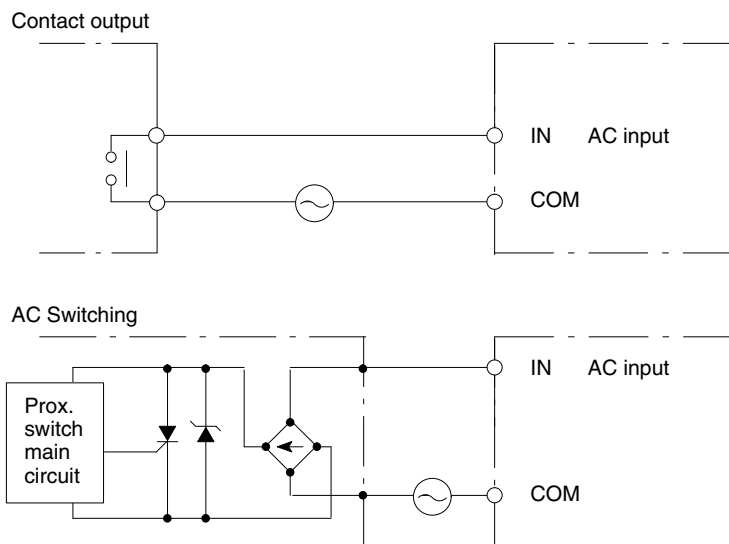 Contact output
IN AC input
COM
AC Switching
IN AC input
Prox.
switch
main
circuit
COM